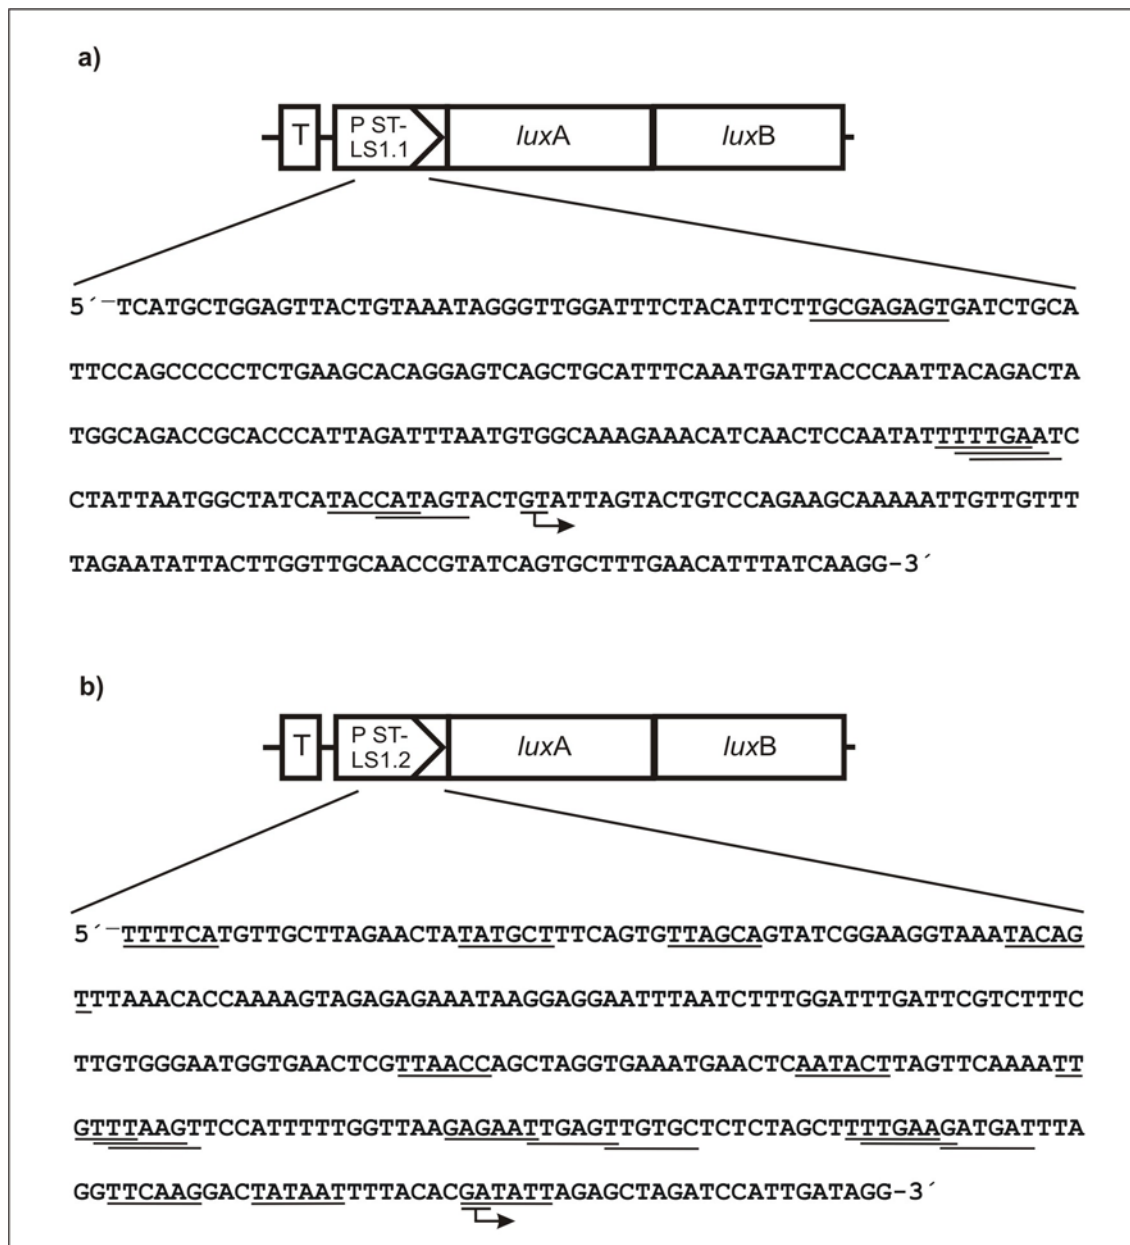 a)
T
P ST-
LS1.1
luxA
luxB
5´–TCATGCTGGAGTTACTGTAAATAGGGTTGGATTTCTACATTCTTGCGAGAGTGATCTGCA
TTCCAGCCCCCTCTGAAGCACAGGAGTCAGCTGCATTTCAAATGATTACCCAATTACAGACTA
TGGCAGACCGCACCCATTAGATTTAATGTGGCAAAGAAACATCAACTCCAATATTTTTGAATC
CTATTAATGGCTATCATACCATAGTACTGTATTAGTACTGTCCAGAAGCAAAAATTGTTGTTT
TAGAATATTACTTGGTTGCAACCGTATCAGTGCTTTGAACATTTATCAAGG-3´
b)
T
P ST-
LS1.2
luxA
luxB
5´–TTTTCATGTTGCTTAGAACTATATGCTTTCAGTGTTAGCAGTATCGGAAGGTAAATACAG
TTTAAACACCAAAAGTAGAGAGAAATAAGGAGGAATTTAATCTTTGGATTTGATTCGTCTTTC
TTGTGGGAATGGTGAACTCGTTAACCAGCTAGGTGAAATGAACTCAATACTTAGTTCAAAATT
GTTTAAGTTCCATTTTTGGTTAAGAGAATTGAGTTGTGCTCTCTAGCTTTTGAAGATGATTTA
GGTTCAAGGACTATAATTTTACACGATATTAGAGCTAGATCCATTGATAGG-3´